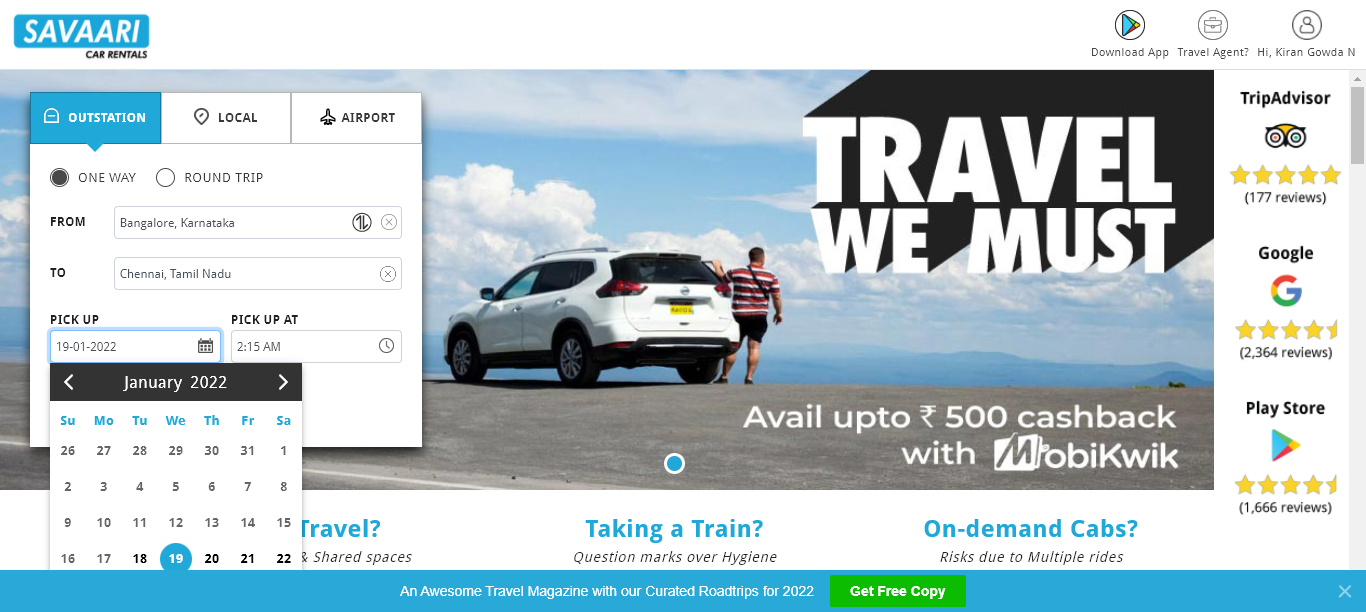 SAVAARI
CAR RENTALS
Download App
Travel Agent?
Hi, Kiran Gowda N
OUTSTATION
LOCAL
AIRPORT
ONE WAY
ROUND TRIP
FROM
Bangalore, Karnataka
TO
Chennai, Tamil Nadu
PICK UP
PICK UP AT
19-01-2022
2:15 AM
January 2022
Su Mo Tu We Th Fr Sa
26 27 28 29 30 31 1
2 3 4 5 6 7 8
9 10 11 12 13 14 15
16 17 18 19 20 21 22
TRAVEL
WE MUST
Avail upto ₹ 500 cashback
with MobiKwik
TripAdvisor
(177 reviews)
Google
(2,364 reviews)
Play Store
(1,666 reviews)
Travel?
& Shared spaces
Taking a Train?
Question marks over Hygiene
On-demand Cabs?
Risks due to Multiple rides
An Awesome Travel Magazine with our Curated Roadtrips for 2022
Get Free Copy